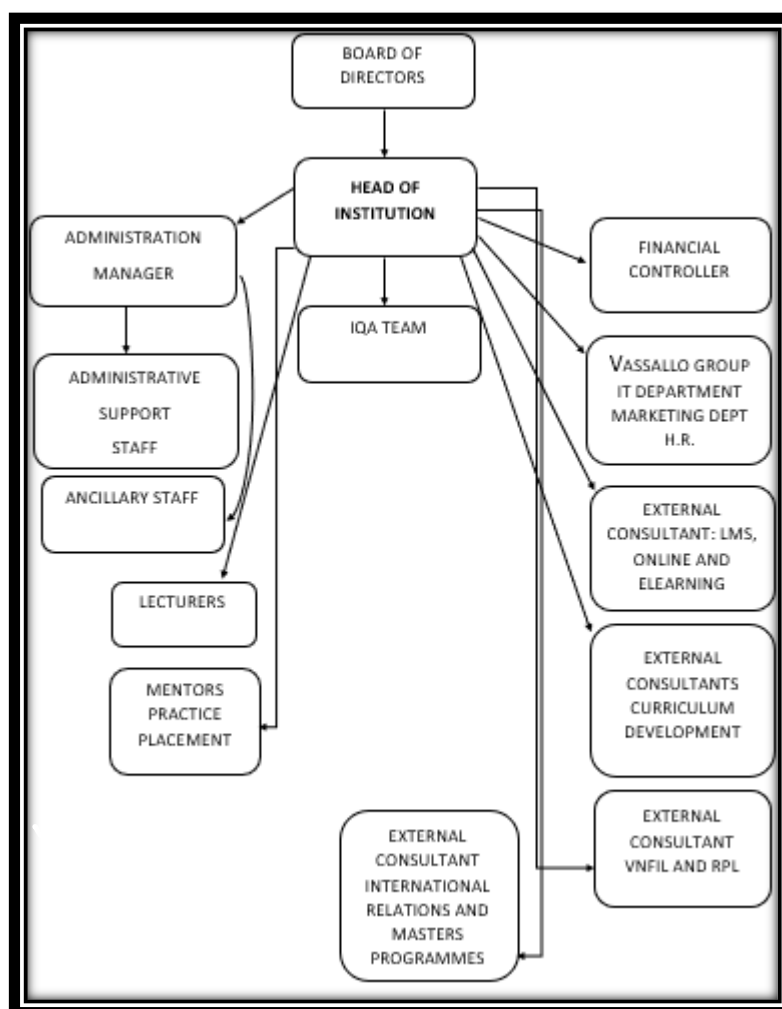 BOARD OF
DIRECTORS
HEAD OF
INSTITUTION
ADMINISTRATION
MANAGER
FINANCIAL
CONTROLLER
IQA TEAM
VASSALLO GROUP
IT DEPARTMENT
MARKETING DEPT
H.R.
ADMINISTRATIVE
SUPPORT
STAFF
ANCILLARY STAFF
EXTERNAL
CONSULTANT: LMS,
ONLINE AND
ELEARNING
LECTURERS
MENTORS
PRACTICE
PLACEMENT
EXTERNAL
CONSULTANTS
CURRICULUM
DEVELOPMENT
EXTERNAL
CONSULTANT
VNFIL AND RPL
EXTERNAL
CONSULTANT
INTERNATIONAL
RELATIONS AND
MASTERS
PROGRAMMES